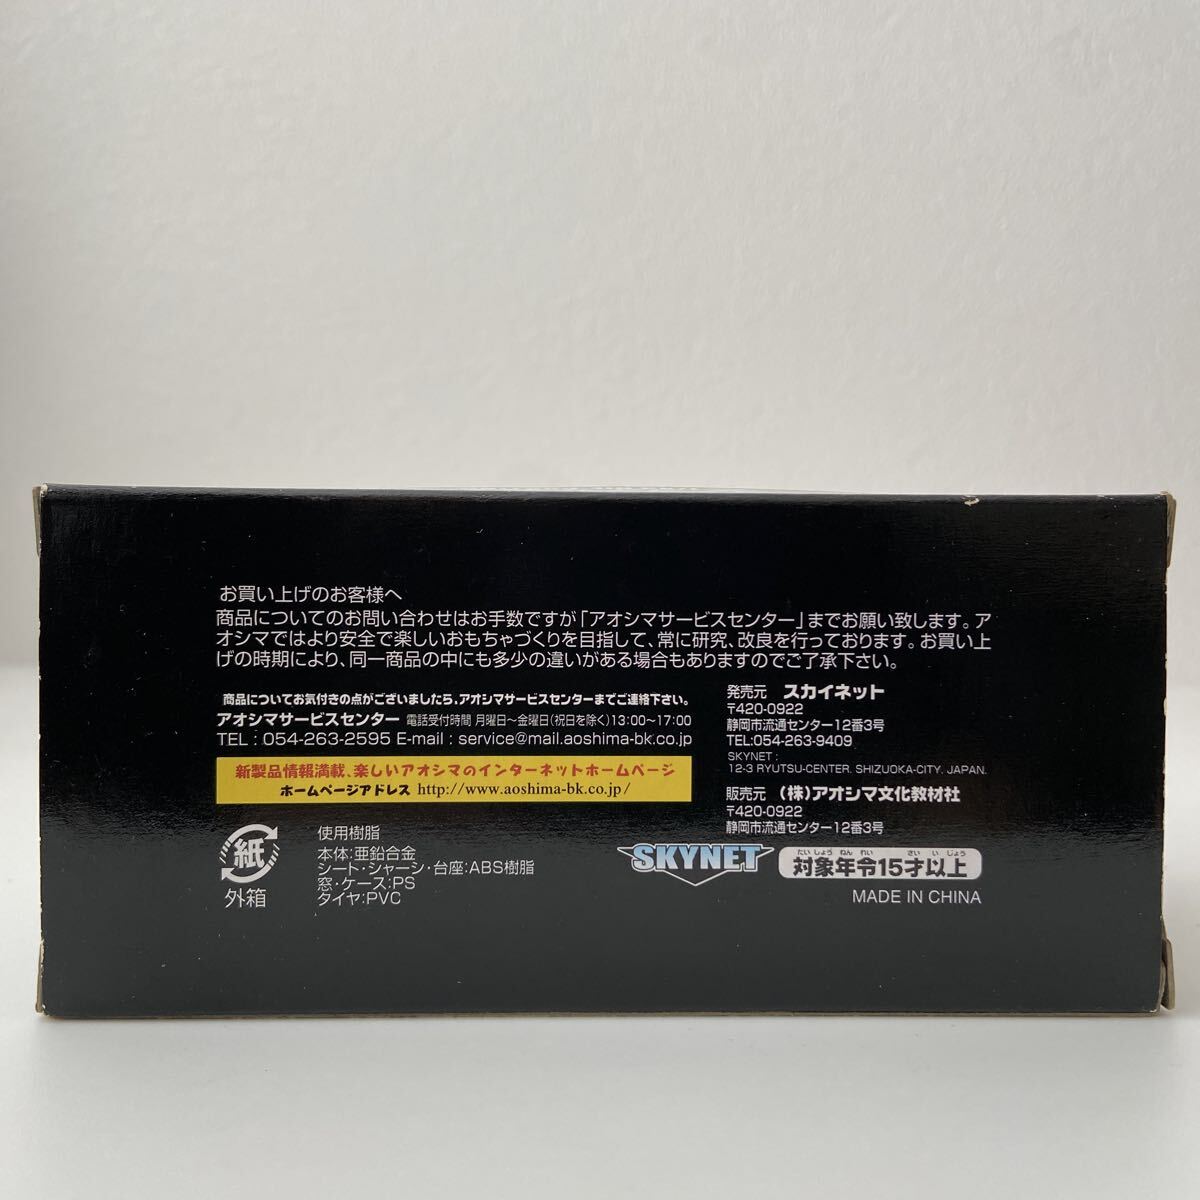 お買い上げのお客様へ
商品についてのお問い合わせはお手数ですが「アオシマサービスセンター」までお願い致します。ア
オシマではより安全で楽しいおもちゃづくりを目指して、常に研究、改良を行っております。お買い上
げの時期により、同一商品の中にも多少の違いがある場合もありますのでご了承下さい。
商品についてお気付きの点がございましたら、アオシマサービスセンターまでご連絡下さい。
アオシマサービスセンター 電話受付時間 月曜日〜金曜日(祝日を除く)13:00〜17:00
TEL : 054-263-2595 E-mail : service@mail.aoshima-bk.co.jp
新製品情報満載、楽しいアオシマのインターネットホームページ
ホームページアドレス http://www.aoshima-bk.co.jp/
紙
外箱
使用樹脂
本体:亜鉛合金
シート・シャーシ・台座:ABS樹脂
窓・ケース:PS
タイヤ:PVC
発売元 スカイネット
〒420-0922
静岡市流通センター12番3号
TEL:054-263-9409
SKYNET :
12-3 RYUTSU-CENTER. SHIZUOKA-CITY. JAPAN.
販売元 (株)アオシマ文化教材社
〒420-0922
静岡市流通センター12番3号
SKYNET
たいしょうねんれい さいいじょう
対象年令15才以上
MADE IN CHINA